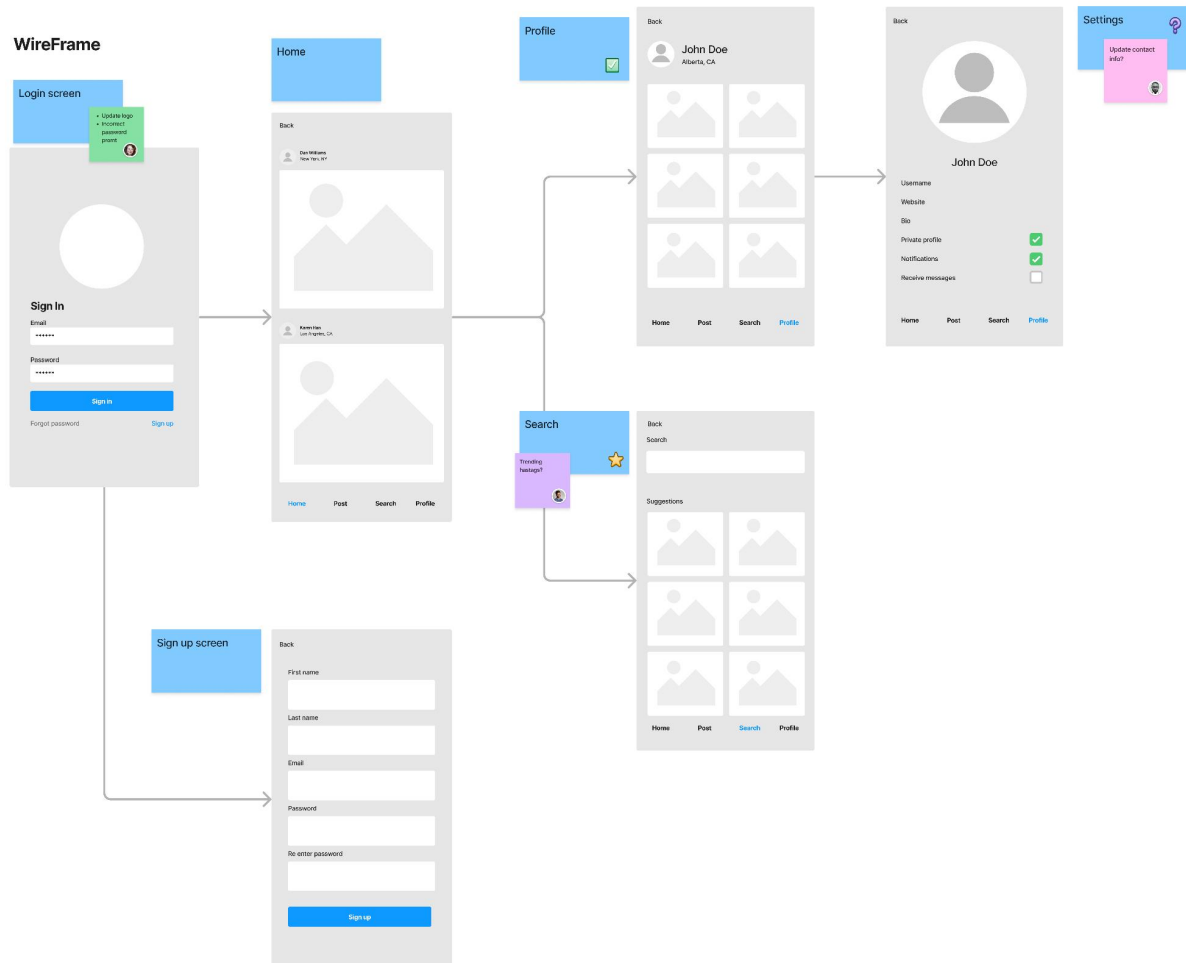 WireFrame
Login screen
Update logo
Incorrect
password
promt
Sign In
Email
••••••
Password
••••••
Sign in
Forgot password
Sign up
Home
Back
Dan Williams
New York, NY
Karen Han
Los Angeles, CA
Home
Post
Search
Profile
Profile
Back
John Doe
Alberta, CA
Home
Post
Search
Profile
Back
John Doe
Username
Website
Bio
Private profile
Notifications
Receive messages
Home
Post
Search
Profile
Settings
Update contact
info?
Search
Trending
hastags?
Back
Search
Suggestions
Home
Post
Search
Profile
Sign up screen
Back
First name
Last name
Email
Password
Re enter password
Sign up